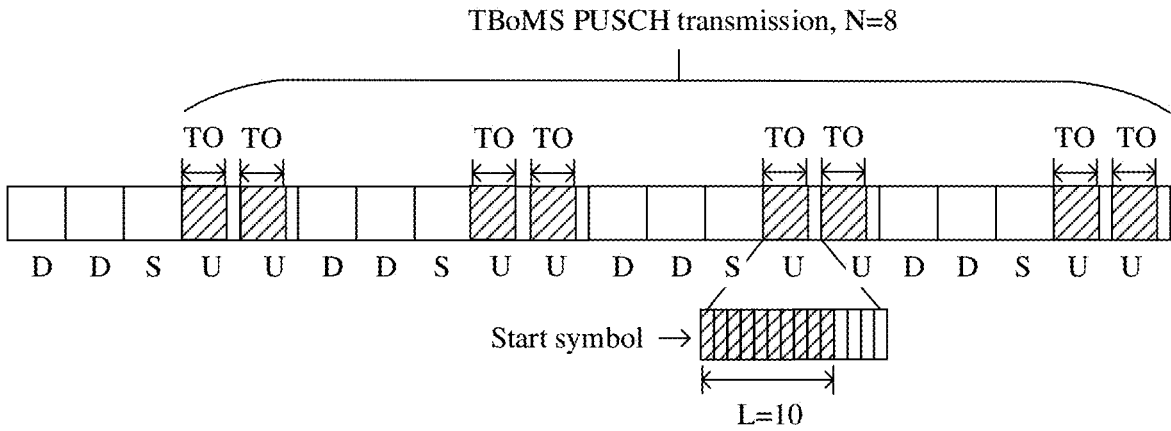 TBoMS PUSCH transmission, N=8
TO TO TO TO TO TO TO TO
D D S U U D D S U U D D S U U D D S U U
Start symbol
L=10